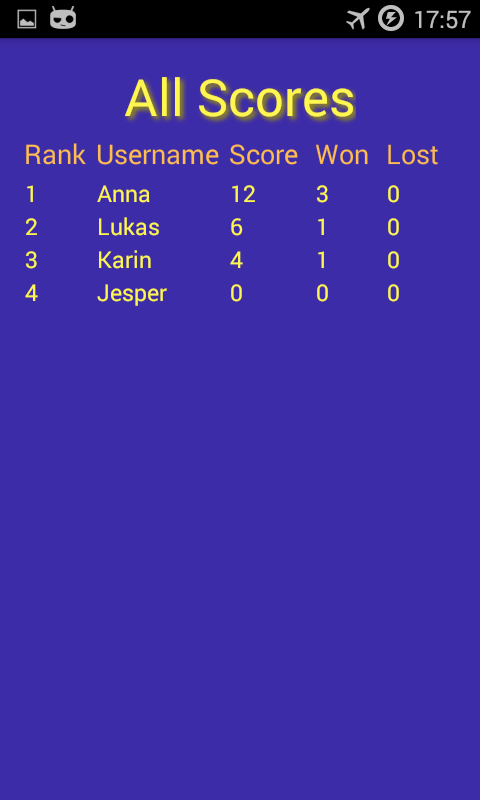 17:57
All Scores
Rank Username Score Won Lost
1 Anna 12 3 0
2 Lukas 6 1 0
3 Karin 4 1 0
4 Jesper 0 0 0